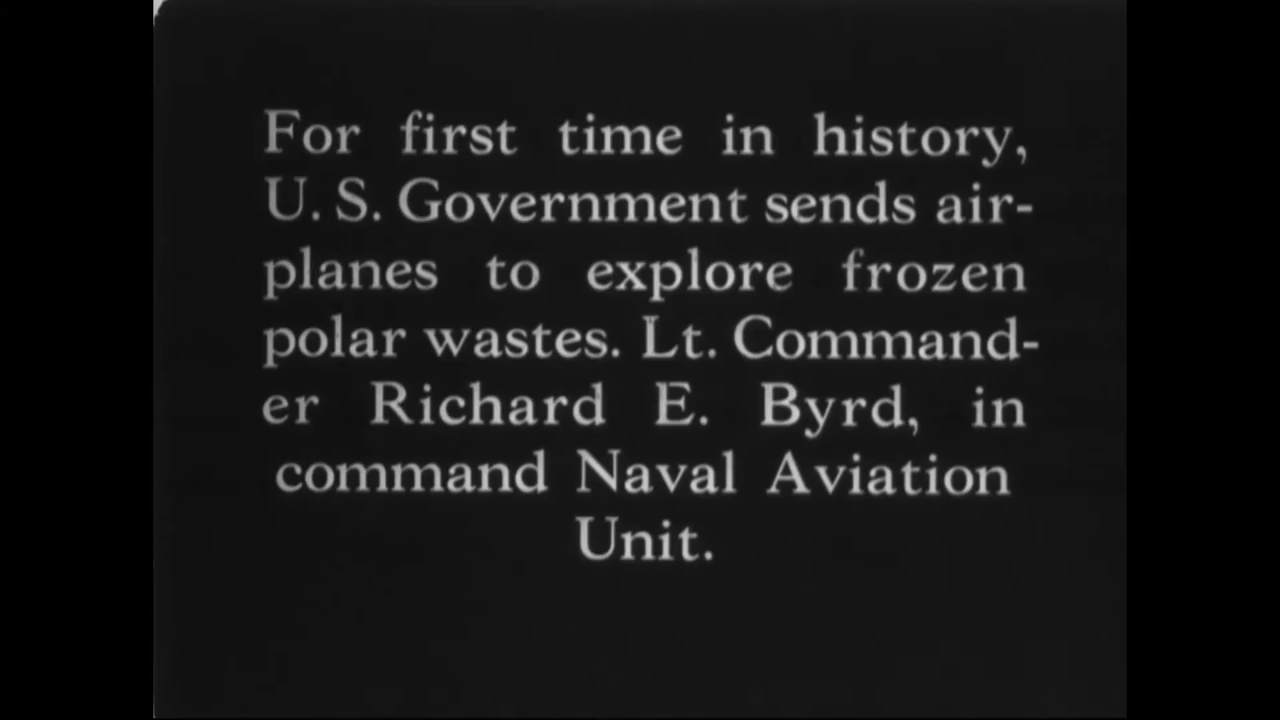 For first time in history,
U. S. Government sends air-
planes to explore frozen
polar wastes. Lt. Command-
er Richard E. Byrd, in
command Naval Aviation
Unit.